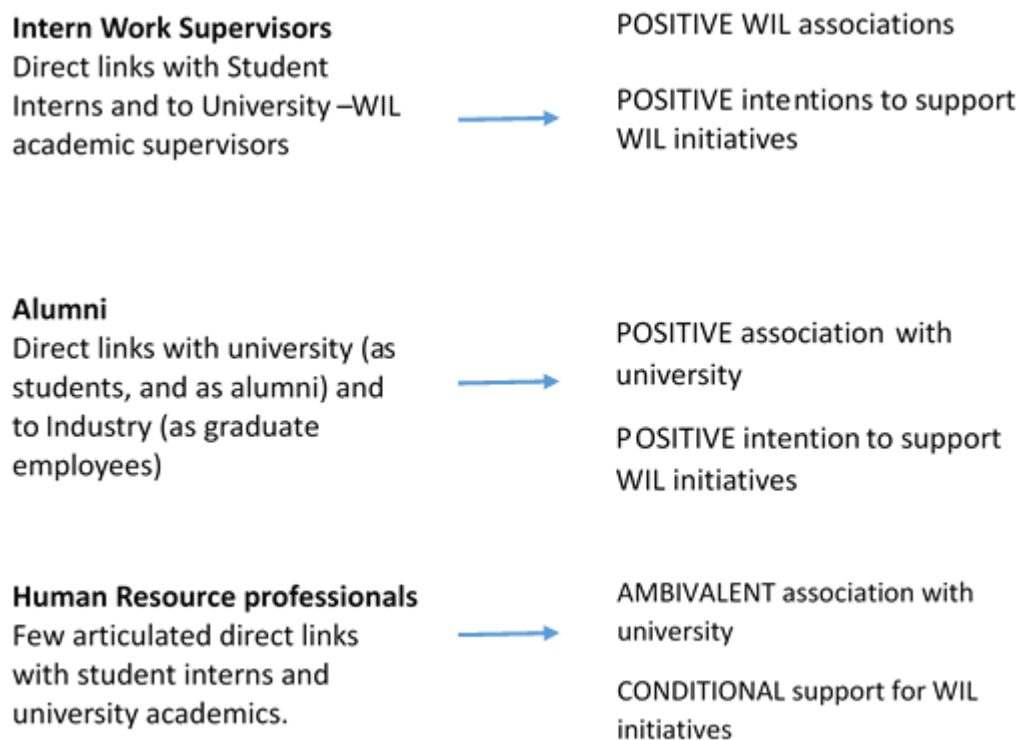 Intern Work Supervisors
Direct links with Student
Interns and to University –WIL
academic supervisors
POSITIVE WIL associations
POSITIVE intentions to support
WIL initiatives
Alumni
Direct links with university (as
students, and as alumni) and
to Industry (as graduate
employees)
POSITIVE association with
university
POSITIVE intention to support
WIL initiatives
Human Resource professionals
Few articulated direct links
with student interns and
university academics.
AMBIVALENT association with
university
CONDITIONAL support for WIL
initiatives